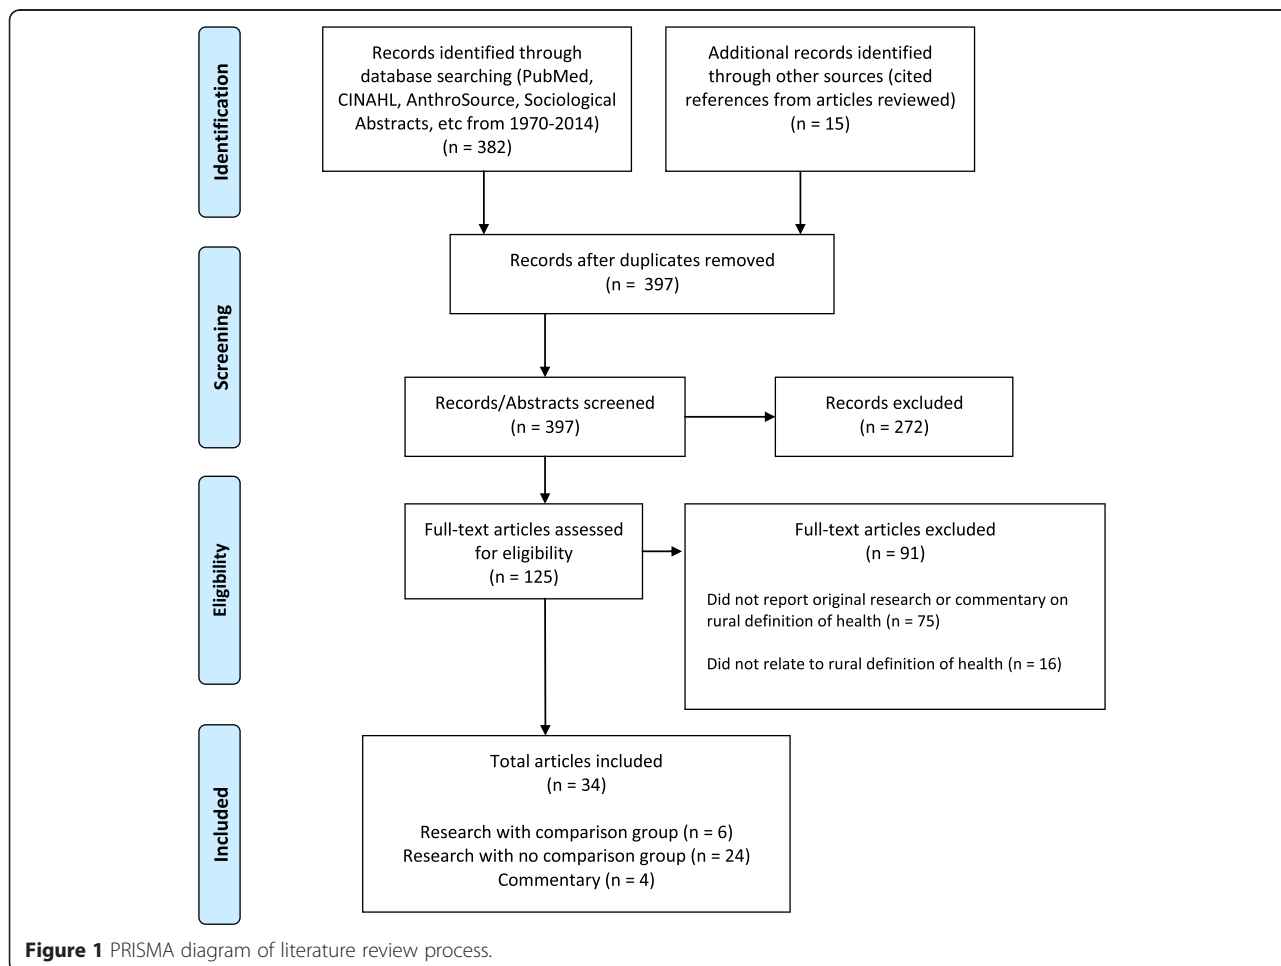 Identification
Records identified through
database searching (PubMed,
CINAHL, AnthroSource, Sociological
Abstracts, etc from 1970-2014)
(n = 382)
Additional records identified
through other sources (cited
references from articles reviewed)
(n = 15)
Screening
Records after duplicates removed
(n = 397)
Records/Abstracts screened
(n = 397)
Records excluded
(n = 272)
Eligibility
Full-text articles assessed
for eligibility
(n = 125)
Full-text articles excluded
(n = 91)
Did not report original research or commentary on
rural definition of health (n = 75)
Did not relate to rural definition of health (n = 16)
Included
Total articles included
(n = 34)
Research with comparison group (n = 6)
Research with no comparison group (n = 24)
Commentary (n = 4)
Figure 1 PRISMA diagram of literature review process.